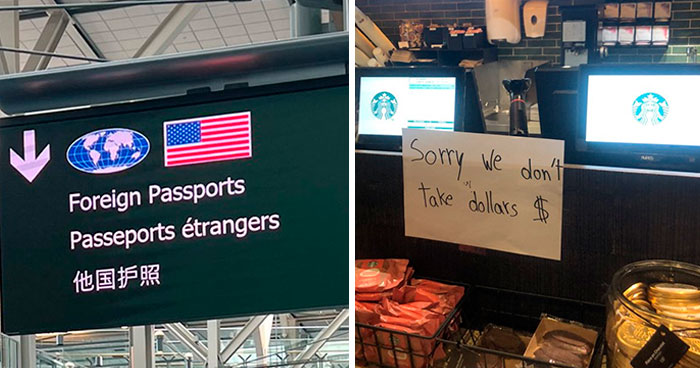 Foreign Passports
Passeports étrangers
他国护照
Sorry we don't
take dollars $